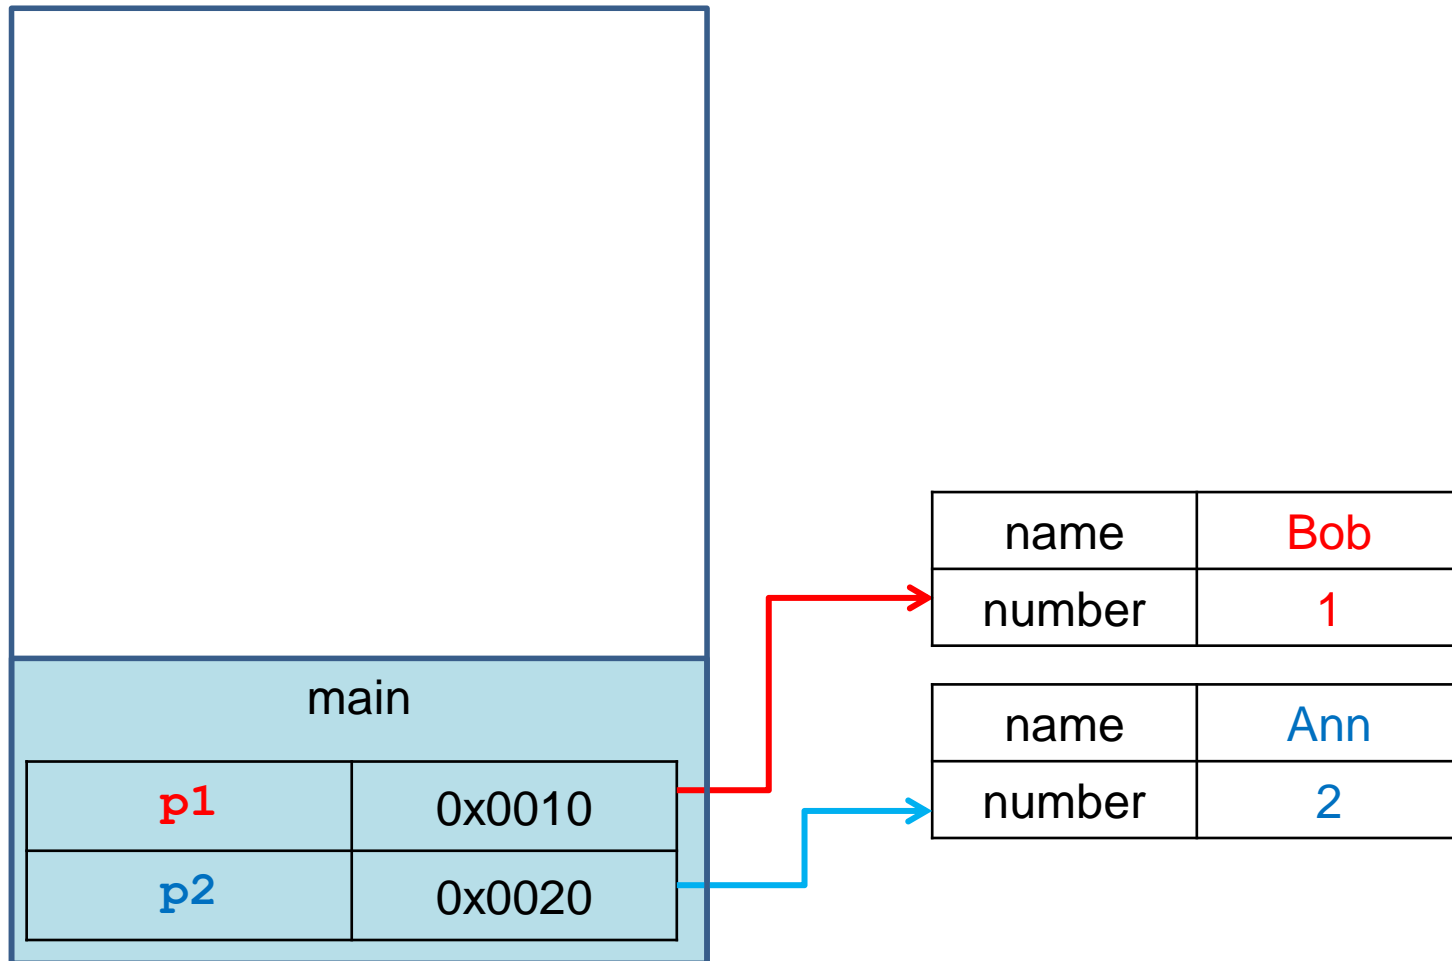 name Bob
number 1
main
name Ann
p1 0x0010
number 2
p2 0x0020